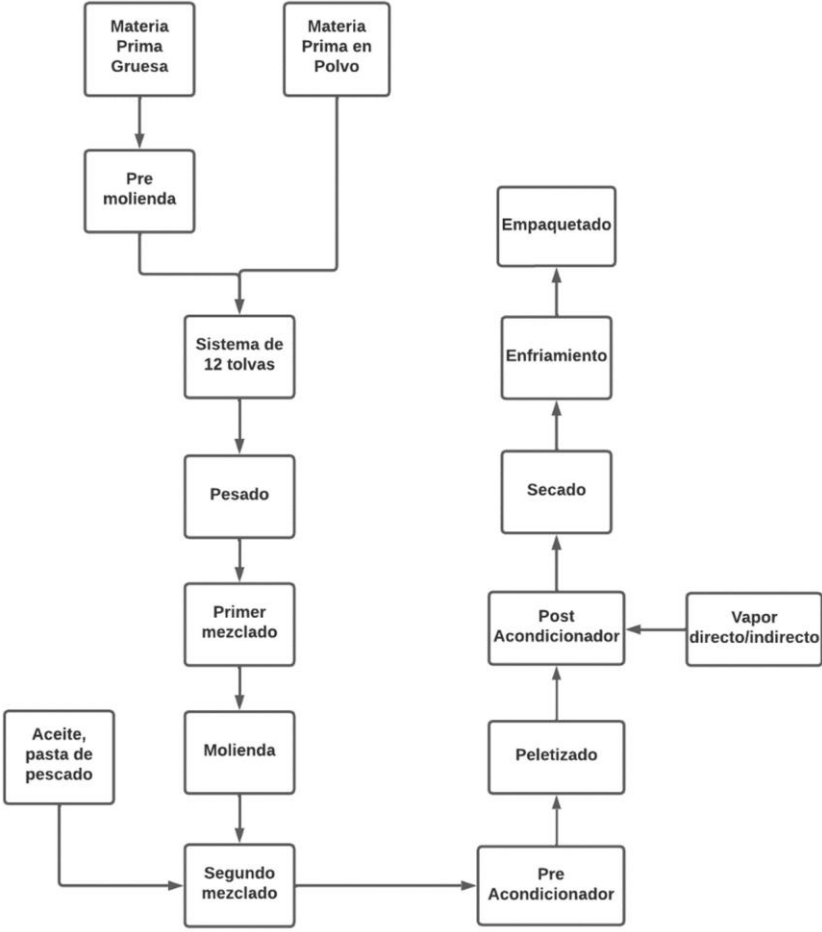 Materia
Prima
Gruesa
Materia
Prima en
Polvo
Pre
molienda
Sistema de
12 tolvas
Pesado
Primer
mezclado
Molienda
Aceite,
pasta de
pescado
Segundo
mezclado
Pre
Acondicionador
Peletizado
Post
Acondicionador
Vapor
directo/indirecto
Secado
Enfriamiento
Empaquetado